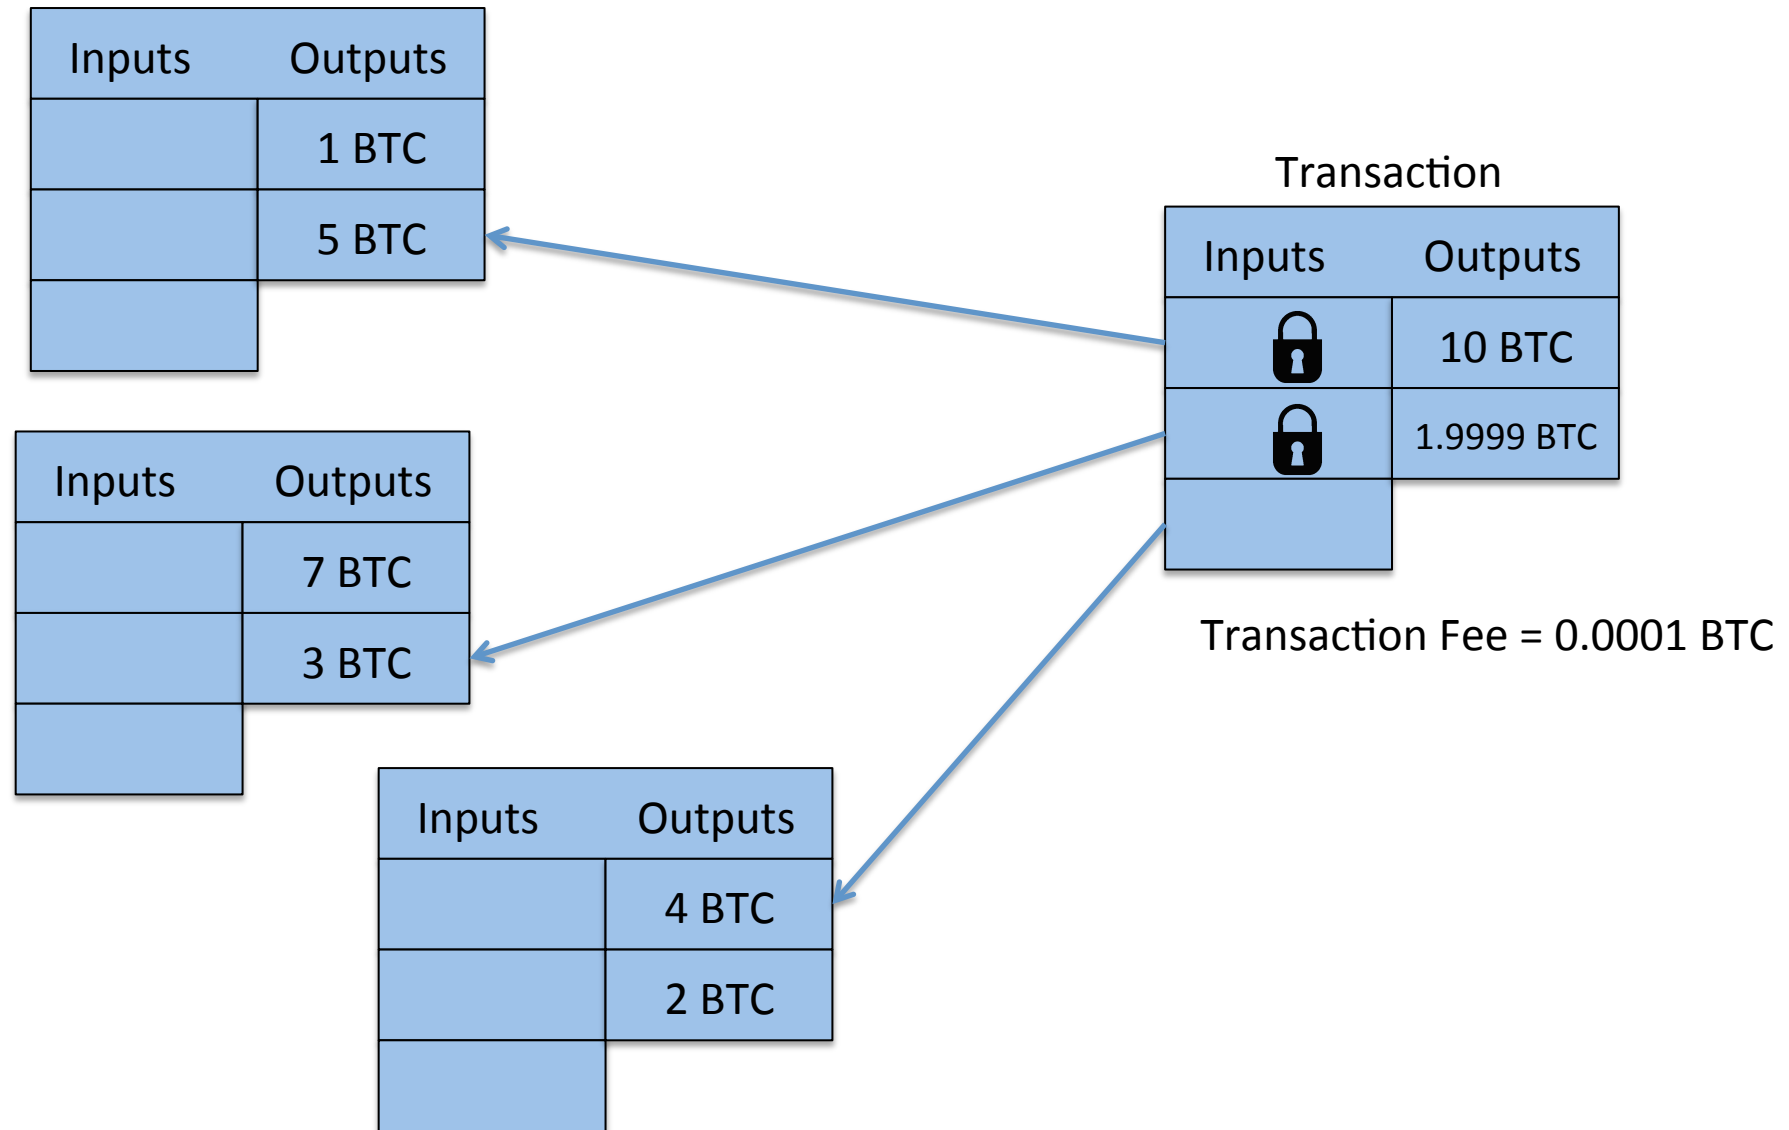 Inputs Outputs
1 BTC
5 BTC
Transaction
Inputs Outputs
10 BTC
1.9999 BTC
Transaction Fee = 0.0001 BTC
Inputs Outputs
7 BTC
3 BTC
Inputs Outputs
4 BTC
2 BTC